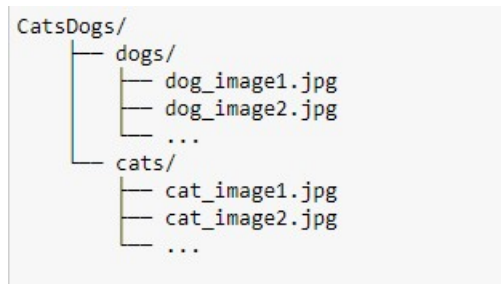 CatsDogs/
├── dogs/
├── dog_image1.jpg
├── dog_image2.jpg
└── ...
└── cats/
├── cat_image1.jpg
├── cat_image2.jpg
└── ...